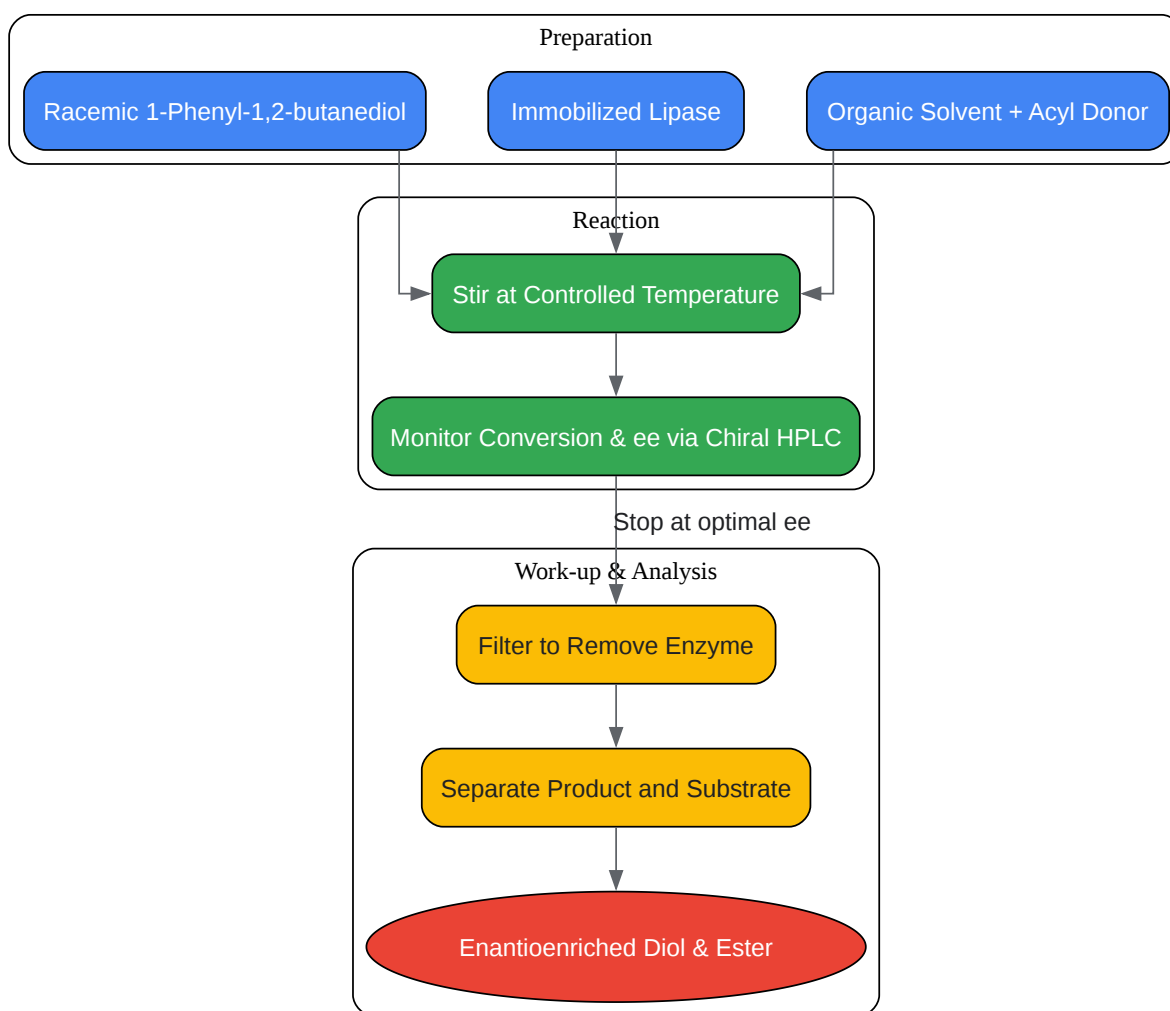 Preparation
Racemic 1-Phenyl-1,2-butanediol
Immobilized Lipase
Organic Solvent + Acyl Donor
Reaction
Stir at Controlled Temperature
Monitor Conversion & ee via Chiral HPLC
Stop at optimal ee
Work-up & Analysis
Filter to Remove Enzyme
Separate Product and Substrate
Enantioenriched Diol & Ester